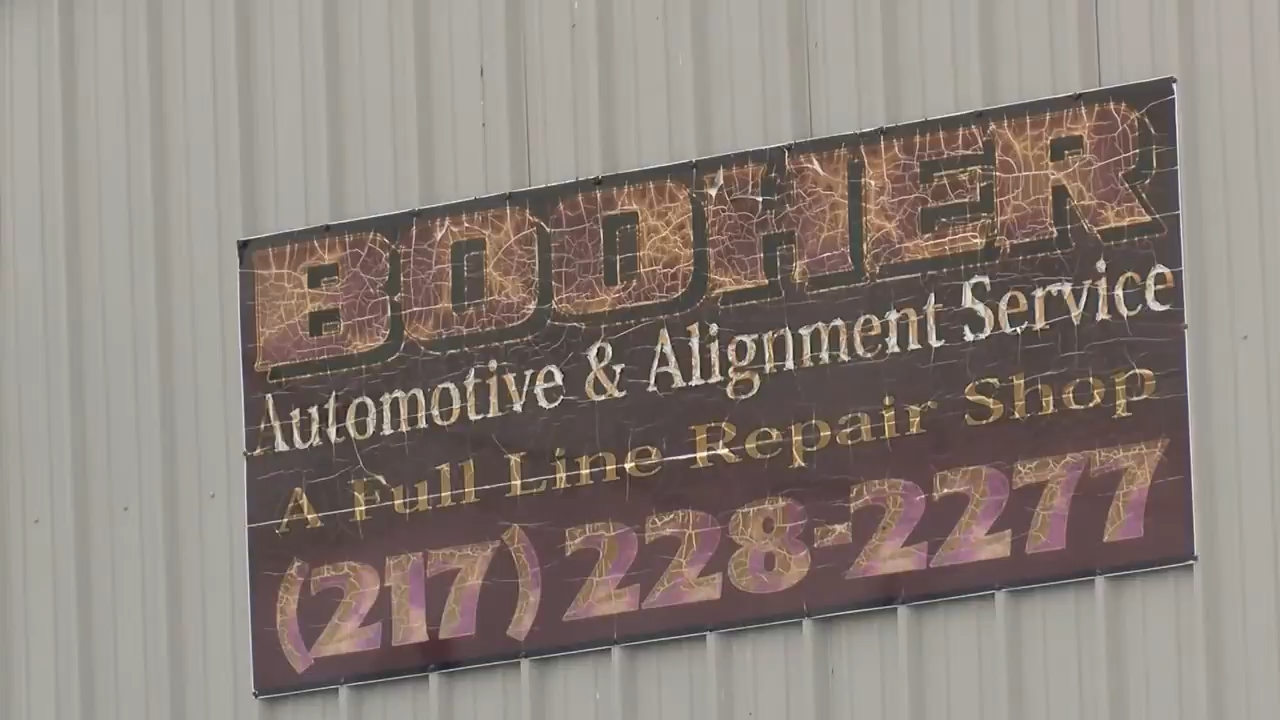 BOOHER
Automotive & Alignment Service
A Full Line Repair Shop
(217) 228-2277